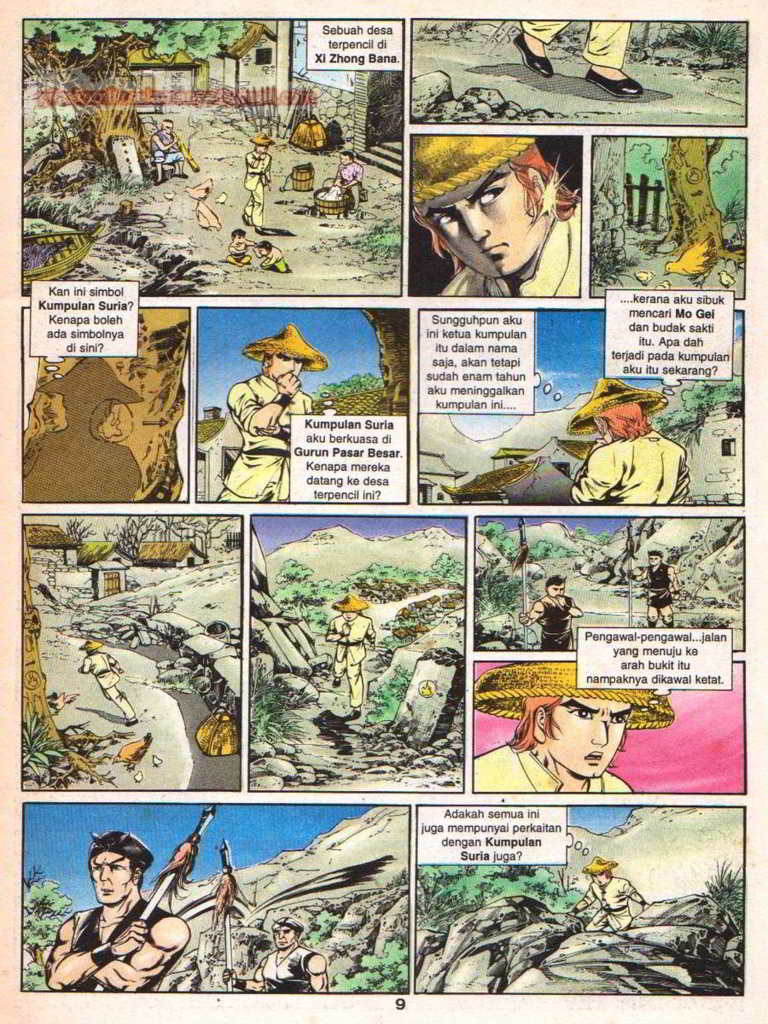 Sebuah desa
terpencil di
Xi Zhong Bana.
Kan ini simbol
Kumpulan Suria?
Kenapa boleh
ada simbolnya
di sini?
Kumpulan Suria
aku berkuasa di
Gurun Pasar Besar.
Kenapa mereka
datang ke desa
terpencil ini?
Sungguhpun aku
ini ketua kumpulan
itu dalam nama
saja, akan tetapi
sudah enam tahun
aku meninggalkan
kumpulan ini....
....kerana aku sibuk
mencari Mo Gei
dan budak sakti
itu. Apa dah
terjadi pada kumpulan
aku itu sekarang?
Pengawal-pengawal...jalan
yang menuju ke
arah bukit itu
nampaknya dikawal ketat.
Adakah semua ini
juga mempunyai perkaitan
dengan Kumpulan
Suria juga?
9